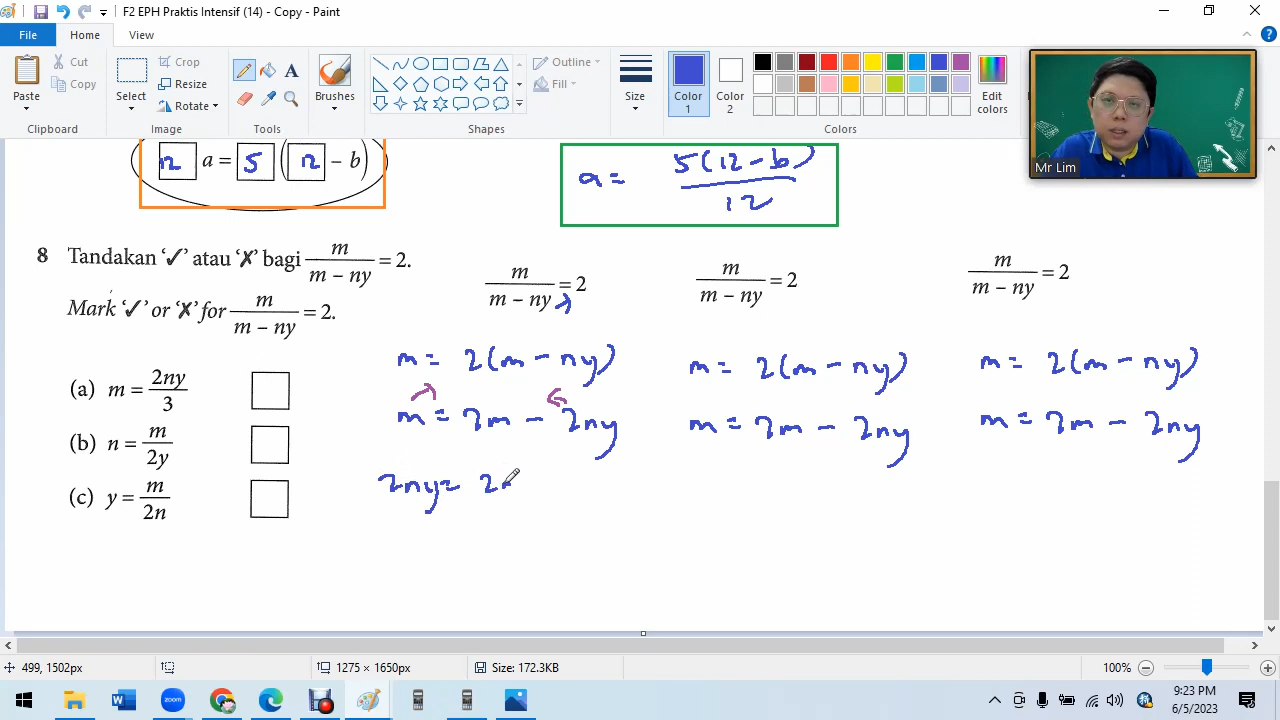 F2 EPH Praktis Intensif (14) - Copy - Paint
File Home View
Paste
Cut
Copy
Clipboard
Select
Crop
Resize
Rotate
Image
Tools
Brushes
Outline
Fill
Shapes
Size
Color 1
Color 2
Edit colors
Colors
Mr Lim
12 a = 5 (12 – b)
a = 5(12 – b) / 12
8 Tandakan ‘✓’ atau ‘✗’ bagi m / (m – ny) = 2.
Mark ‘✓’ or ‘✗’ for m / (m – ny) = 2.
(a) m = 2ny / 3
(b) n = m / 2y
(c) y = m / 2n
m / (m – ny) = 2
m = 2(m – ny)
m = 2m – 2ny
2ny = 2
m / (m – ny) = 2
m = 2(m – ny)
m = 2m – 2ny
m / (m – ny) = 2
m = 2(m – ny)
m = 2m – 2ny
499, 1502px
1275 × 1650px
Size: 172.3KB
100%
zoom
9:23 PM
6/5/2023